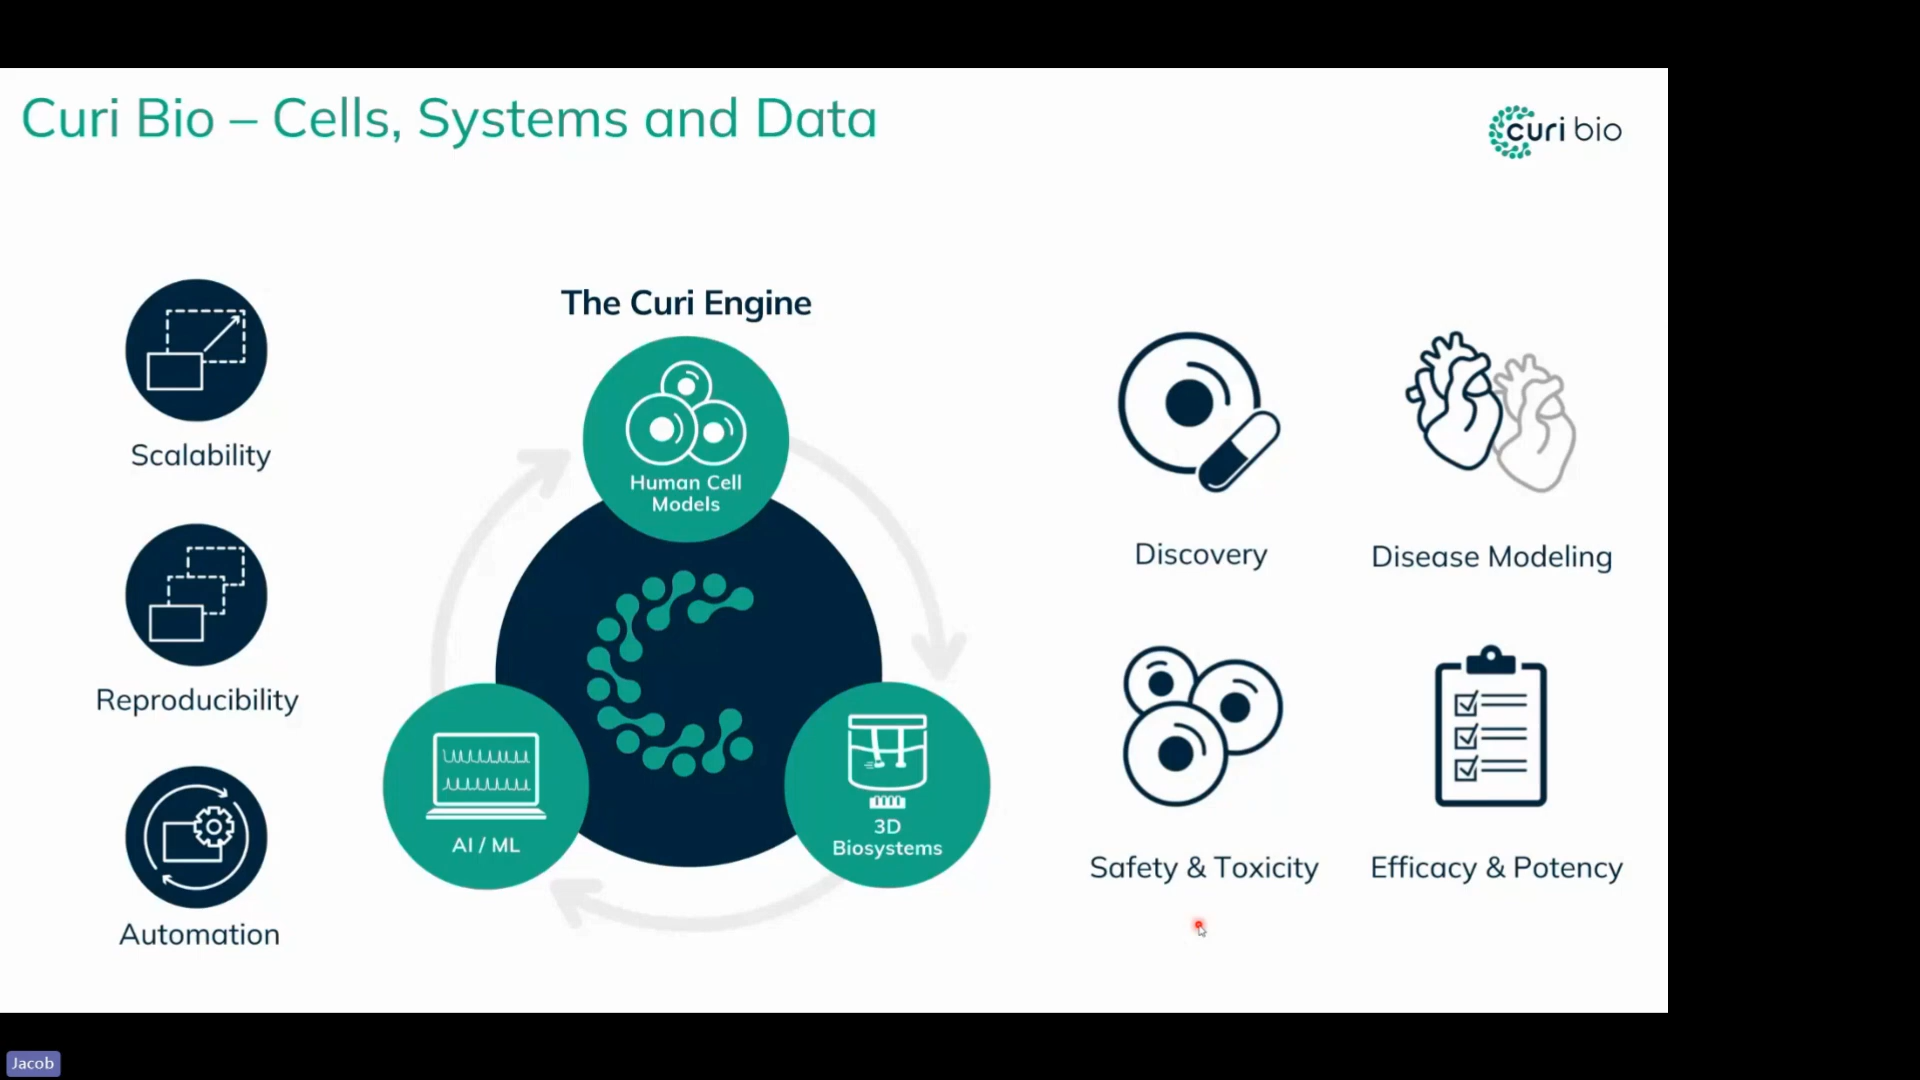 Curi Bio – Cells, Systems and Data
curi bio
Scalability
Reproducibility
Automation
The Curi Engine
Human Cell
Models
AI / ML
3D
Biosystems
Discovery
Disease Modeling
Safety & Toxicity
Efficacy & Potency
Jacob